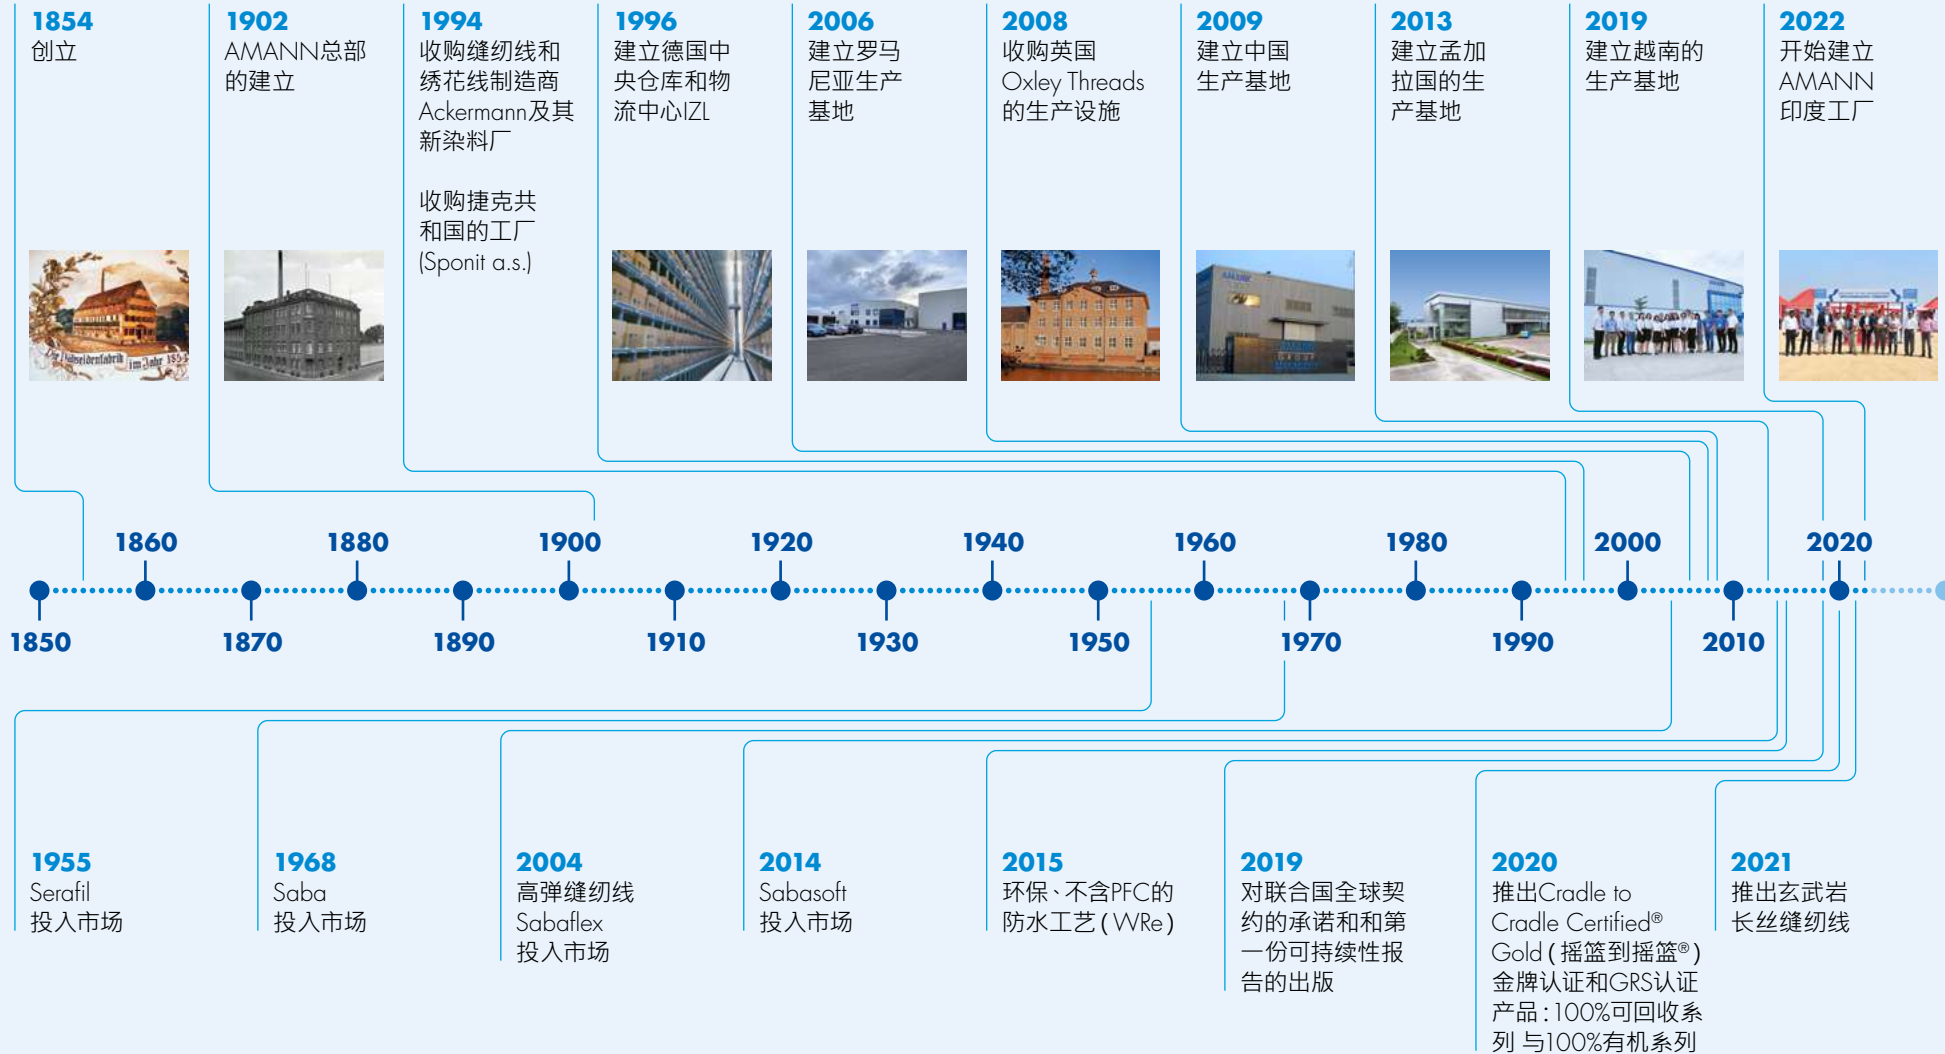 1854
创立
1902
AMANN总部
的建立
1994
收购缝纫线和
绣花线制造商
Ackermann及其
新染料厂
收购捷克共
和国的工厂
(Sponit a.s.)
1996
建立德国中
央仓库和物
流中心IZL
2006
建立罗马
尼亚生产
基地
2008
收购英国
Oxley Threads
的生产设施
2009
建立中国
生产基地
2013
建立孟加
拉国的生
产基地
2019
建立越南的
生产基地
2022
开始建立
AMANN
印度工厂
Die Nähseidenfabrik im Jahr 1854
AMANN
GROUP
1860
1880
1900
1920
1940
1960
1980
2000
2020
1850
1870
1890
1910
1930
1950
1970
1990
2010
1955
Serafil
投入市场
1968
Saba
投入市场
2004
高弹缝纫线
Sabaflex
投入市场
2014
Sabasoft
投入市场
2015
环保、不含PFC的
防水工艺 ( WRe )
2019
对联合国全球契
约的承诺和和第
一份可持续性报
告的出版
2020
推出Cradle to
Cradle Certified®
Gold ( 摇篮到摇篮® )
金牌认证和GRS认证
产品 : 100%可回收系
列 与100%有机系列
2021
推出玄武岩
长丝缝纫线